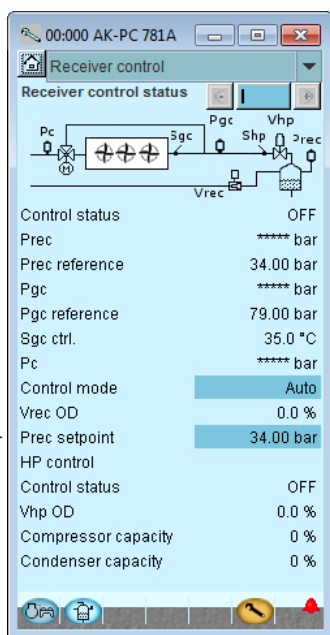 00:000 AK-PC 781A
Receiver control
Receiver control status
Pc Sgc Pgc Shp Vhp Prec
M
Vrec
Control status OFF
Prec ***** bar
Prec reference 34.00 bar
Pgc ***** bar
Pgc reference 79.00 bar
Sgc ctrl. 35.0 °C
Pc ***** bar
Control mode Auto
Vrec OD 0.0 %
Prec setpoint 34.00 bar
HP control
Control status OFF
Vhp OD 0.0 %
Compressor capacity 0 %
Condenser capacity 0 %